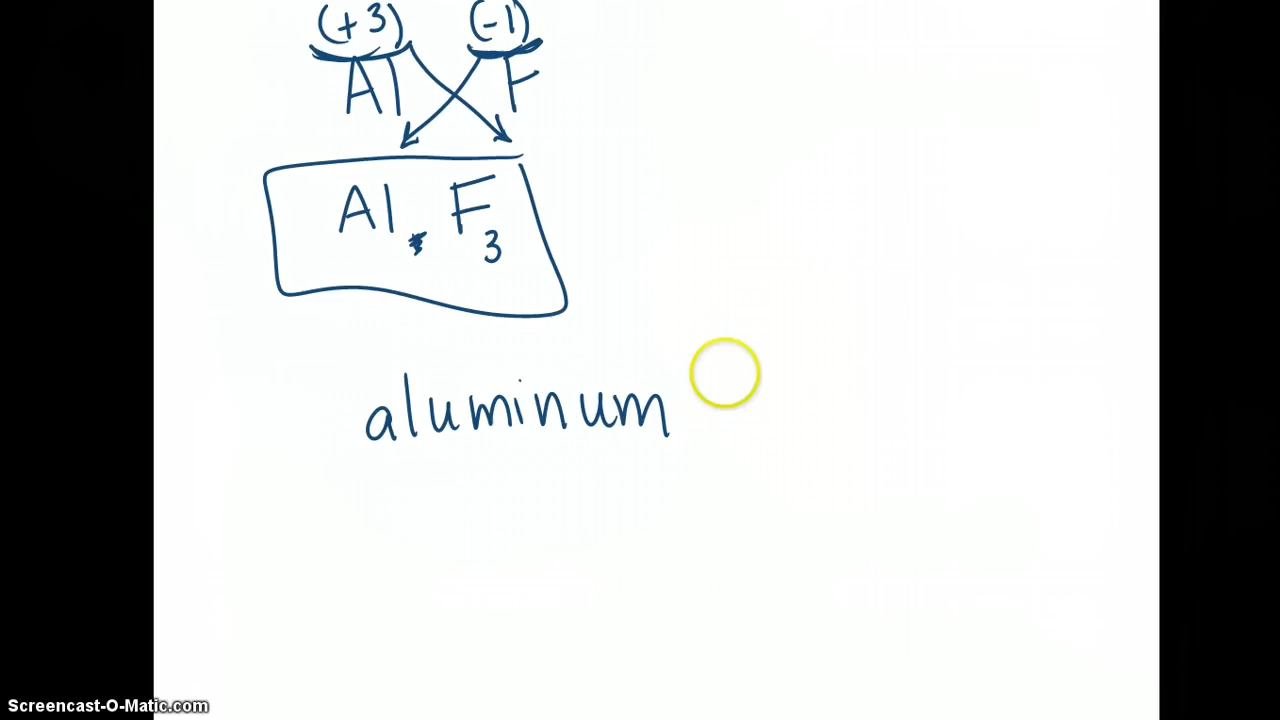 (+3) (-1)
Al F
Al F3
aluminum
Screencast-O-Matic.com